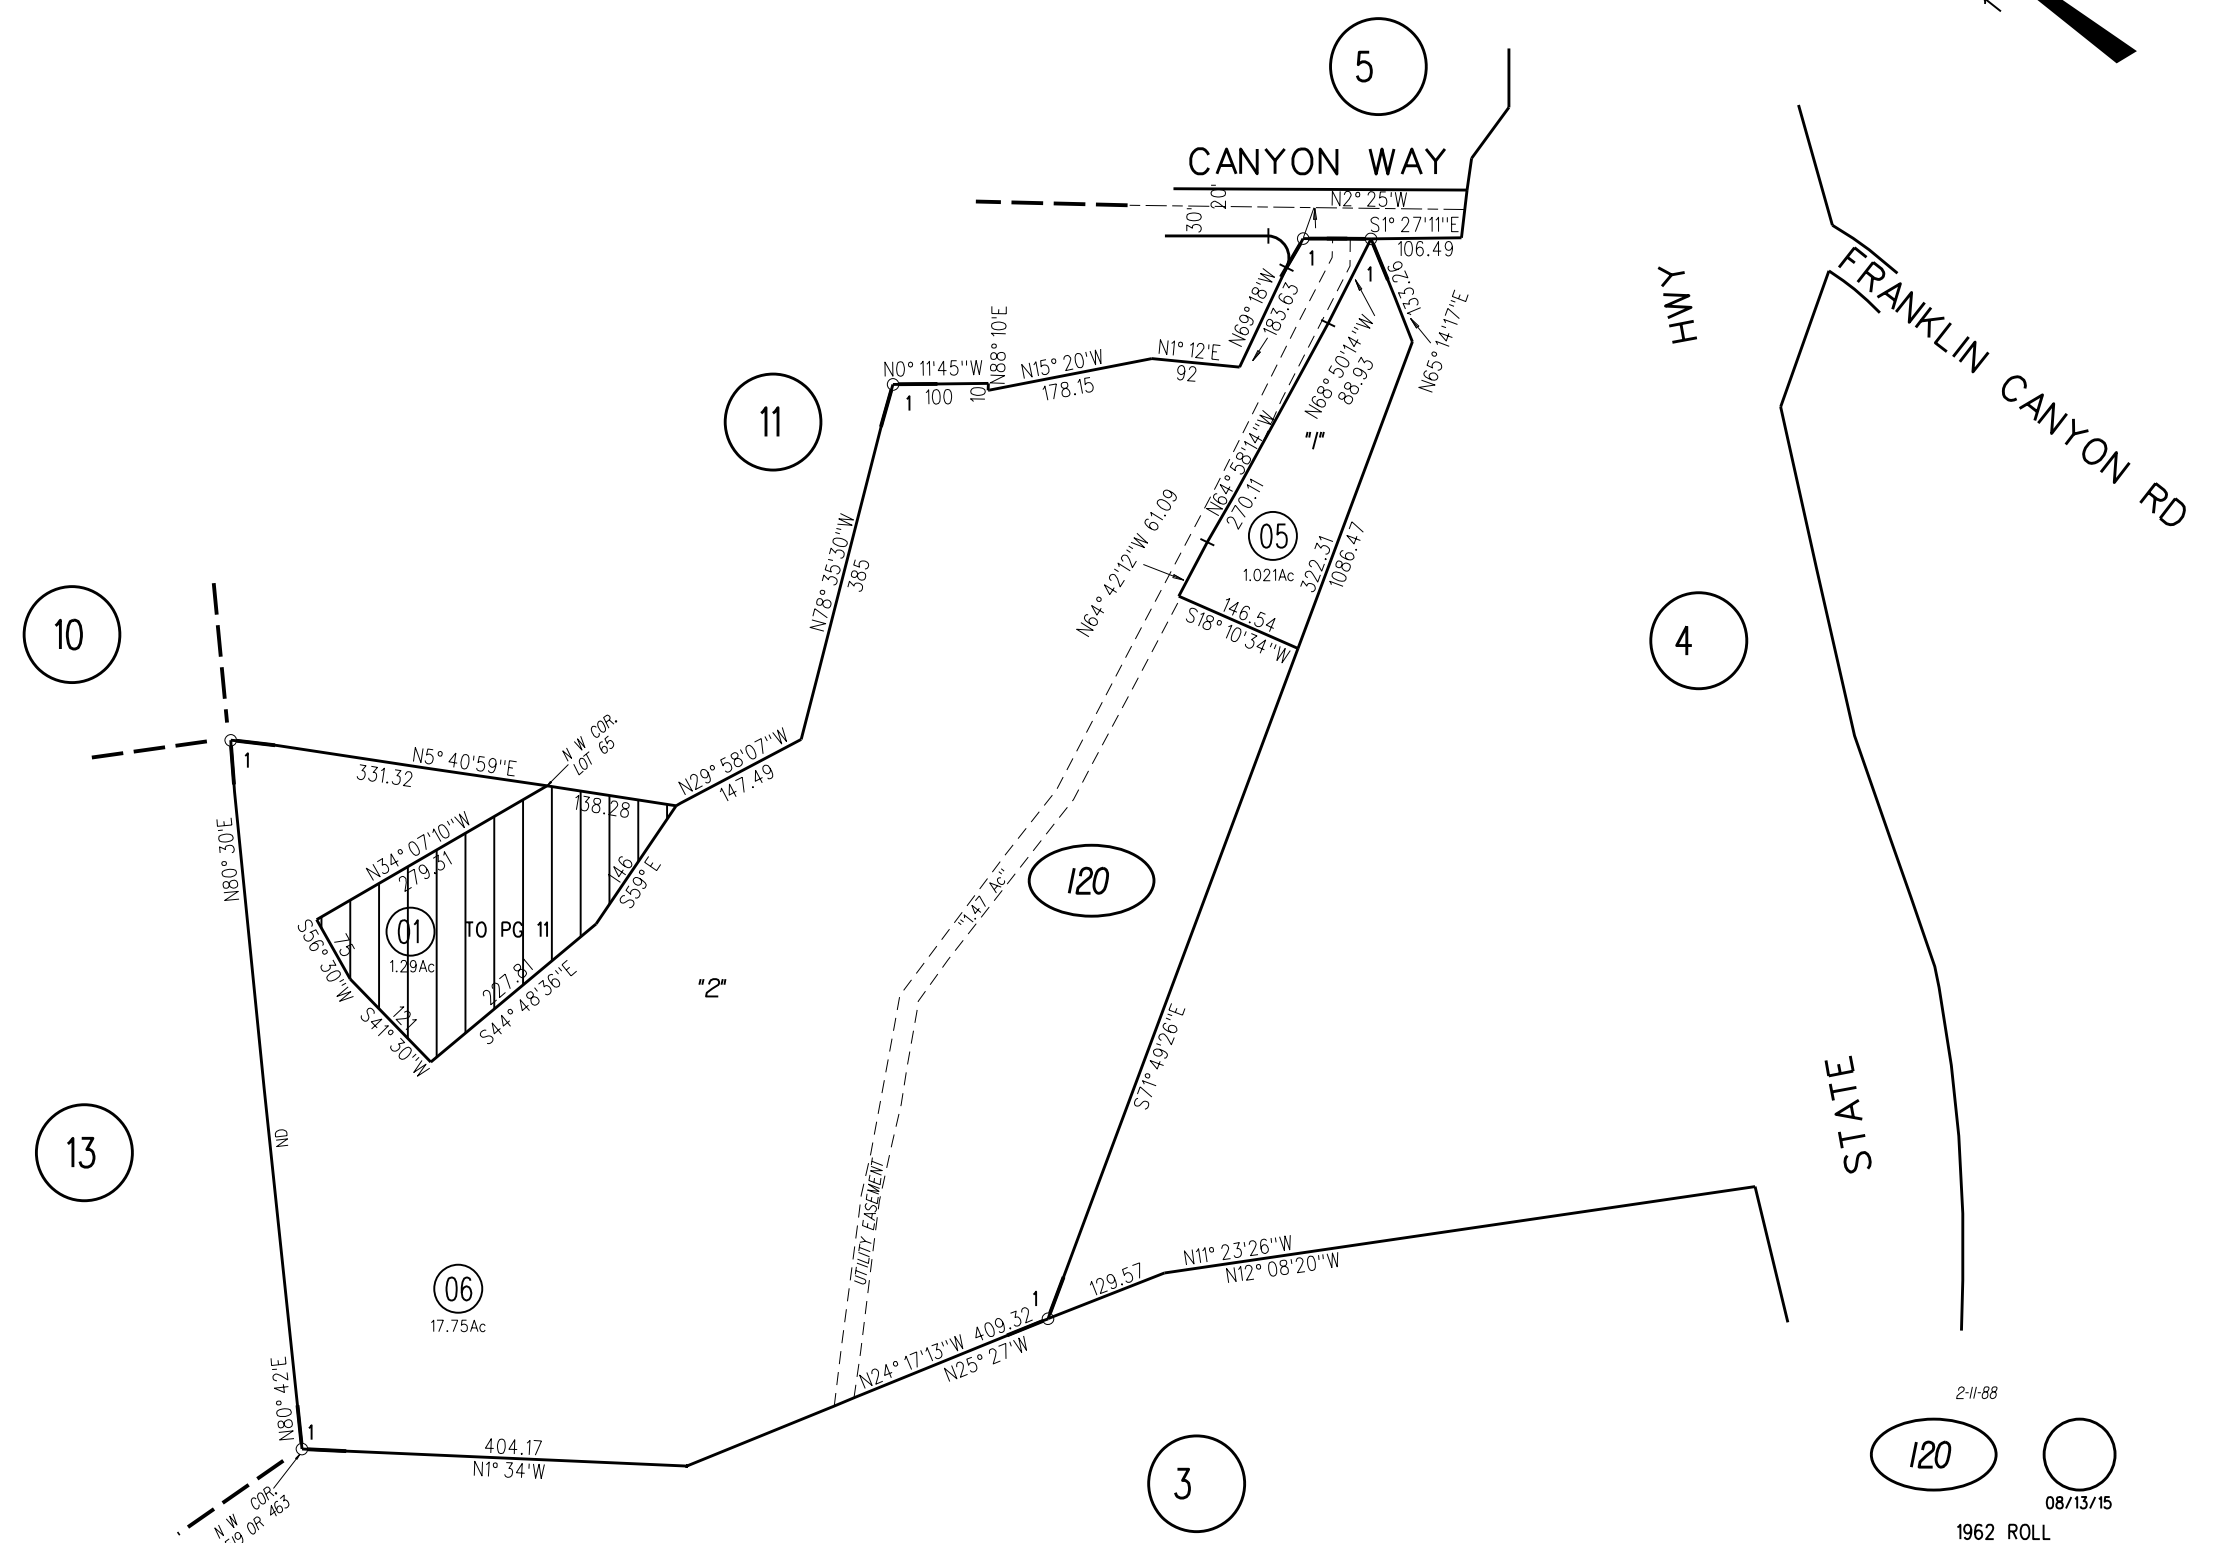 5
CANYON WAY
N2° 25'W
20'
30'
S1° 27'11"E
106.49
1
1
133.26
N65° 14'17"E
N69° 18'W
183.63
N68° 50'14"W
88.93
"1"
HWY
FRANKLIN CANYON RD
N0° 11'45"W
100
N88° 10'E
10
N15° 20'W
178.15
N1° 12'E
92
1
11
N64° 58'14"W
270.11
N64° 42'12"W 61.09
05
1.021Ac
322.31
1086.47
146.54
S18° 10'34"W
N78° 35'30"W
385
10
4
1
N5° 40'59"E
331.32
N W COR.
LOT 65
138.28
N29° 58'07"W
147.49
N80° 30'E
N34° 07'10"W
279.31
146
S59° E
01
TO PG 11
1.29Ac
75
S56° 30"W
121
S41° 30"W
227.81
S44° 48'36"E
"1.47 Ac"
120
"2"
S71° 49'26"E
STATE
13
ND
UTILITY EASEMENT
06
17.75Ac
N11° 23'26"W
N12° 08'20"W
129.57
1
N24° 17'13"W 409.32
N25° 27'W
N80° 42'E
1
404.17
N1° 34'W
N W COR.
OR 463
3
2-11-88
120
08/13/15
1962 ROLL